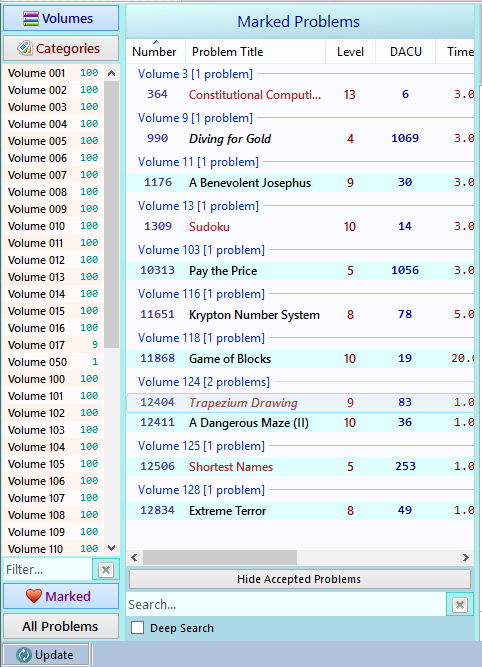 Volumes
Categories
Volume 001 100
Volume 002 100
Volume 003 100
Volume 004 100
Volume 005 100
Volume 006 100
Volume 007 100
Volume 008 100
Volume 009 100
Volume 010 100
Volume 011 100
Volume 012 100
Volume 013 100
Volume 014 100
Volume 015 100
Volume 016 100
Volume 017 9
Volume 050 1
Volume 100 100
Volume 101 100
Volume 102 100
Volume 103 100
Volume 104 100
Volume 105 100
Volume 106 100
Volume 107 100
Volume 108 100
Volume 109 100
Volume 110 100
Filter...
Marked
All Problems
Update
Marked Problems
Number Problem Title Level DACU Time
Volume 3 [1 problem]
364 Constitutional Computi... 13 6 3.0
Volume 9 [1 problem]
990 Diving for Gold 4 1069 3.0
Volume 11 [1 problem]
1176 A Benevolent Josephus 9 30 3.0
Volume 13 [1 problem]
1309 Sudoku 10 14 3.0
Volume 103 [1 problem]
10313 Pay the Price 5 1056 3.0
Volume 116 [1 problem]
11651 Krypton Number System 8 78 5.0
Volume 118 [1 problem]
11868 Game of Blocks 10 19 20.0
Volume 124 [2 problems]
12404 Trapezium Drawing 9 83 1.0
12411 A Dangerous Maze (II) 10 36 1.0
Volume 125 [1 problem]
12506 Shortest Names 5 253 1.0
Volume 128 [1 problem]
12834 Extreme Terror 8 49 1.0
Hide Accepted Problems
Search...
Deep Search